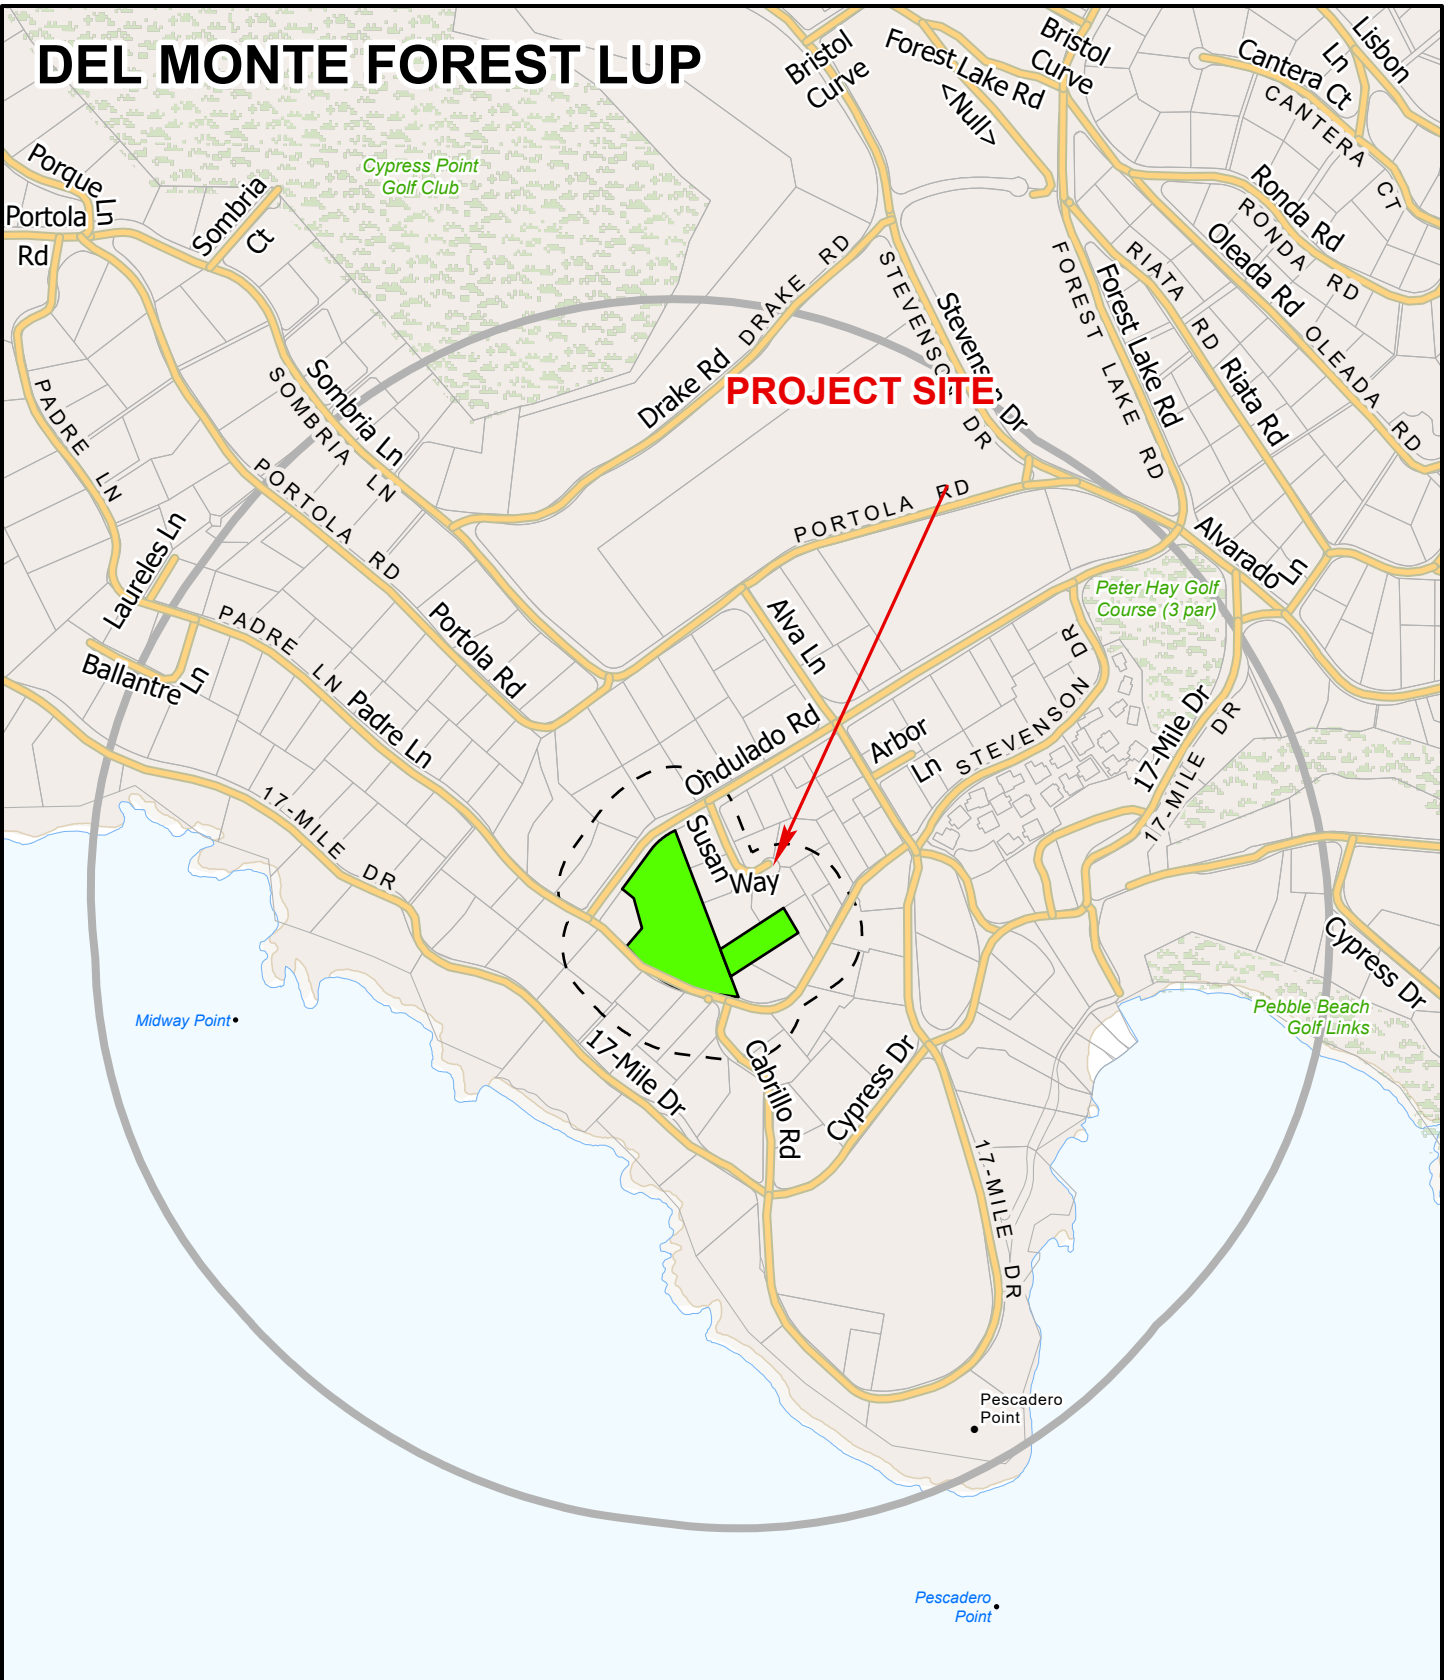 DEL MONTE FOREST LUP
Bristol
Curve
Forest Lake Rd
<Null>
Bristol
Curve
Cantera Ct
CANTERA CT
Lisbon
Ln
Porque
Ln
Portola
Rd
Sombria
Ct
Cypress Point
Golf Club
Ronda Rd
RONDA RD
Oleada Rd
OLEADA RD
RIATA RD
Riata Rd
FOREST LAKE RD
Forest Lake Rd
DRAKE RD
Drake Rd
STEVENSON DR
Stevenson Dr
PROJECT SITE
PADRE LN
Sombria Ln
SOMBRIA LN
PORTOLA RD
PORTOLA RD
Laureles Ln
Ballantre
Ln
PADRE LN
Padre Ln
Portola Rd
Alva Ln
Alvarado
Ln
Peter Hay Golf
Course (3 par)
STEVENSON DR
Ondulado Rd
Arbor
Ln
17-Mile Dr
17-MILE DR
17-MILE DR
Susan
Way
Cypress Dr
Pebble Beach
Golf Links
Midway Point
17-Mile Dr
Cabrillo Rd
Cypress Dr
17-MILE DR
Pescadero
Point
Pescadero
Point